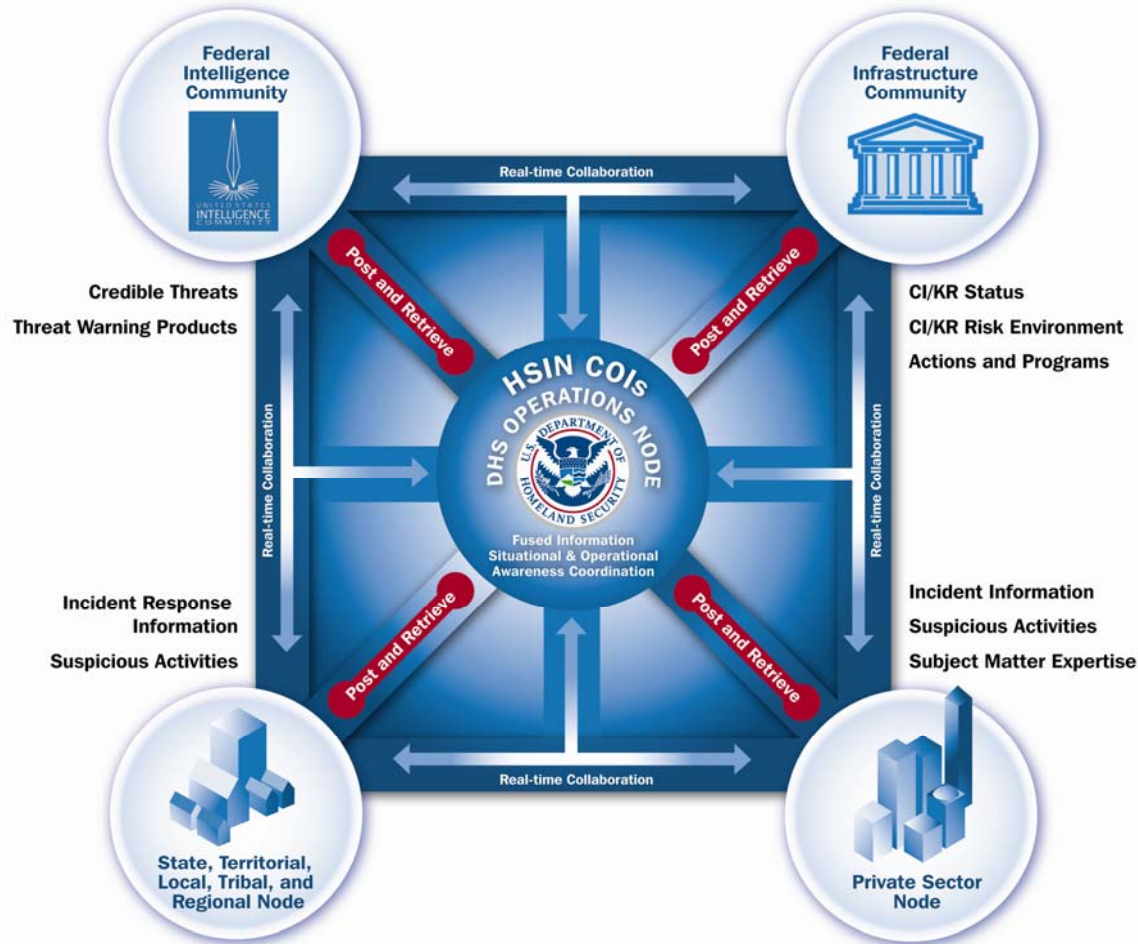 Federal
Intelligence
Community
UNITED STATES
INTELLIGENCE
COMMUNITY
Federal
Infrastructure
Community
Real-time Collaboration
Post and Retrieve
Post and Retrieve
Credible Threats
Threat Warning Products
CI/KR Status
CI/KR Risk Environment
Actions and Programs
Real-time Collaboration
Real-time Collaboration
HSIN COIs
DHS OPERATIONS NODE
U.S. DEPARTMENT OF
HOMELAND SECURITY
Fused Information
Situational & Operational
Awareness Coordination
Incident Response
Information
Suspicious Activities
Incident Information
Suspicious Activities
Subject Matter Expertise
Post and Retrieve
Post and Retrieve
Real-time Collaboration
State, Territorial,
Local, Tribal, and
Regional Node
Private Sector
Node